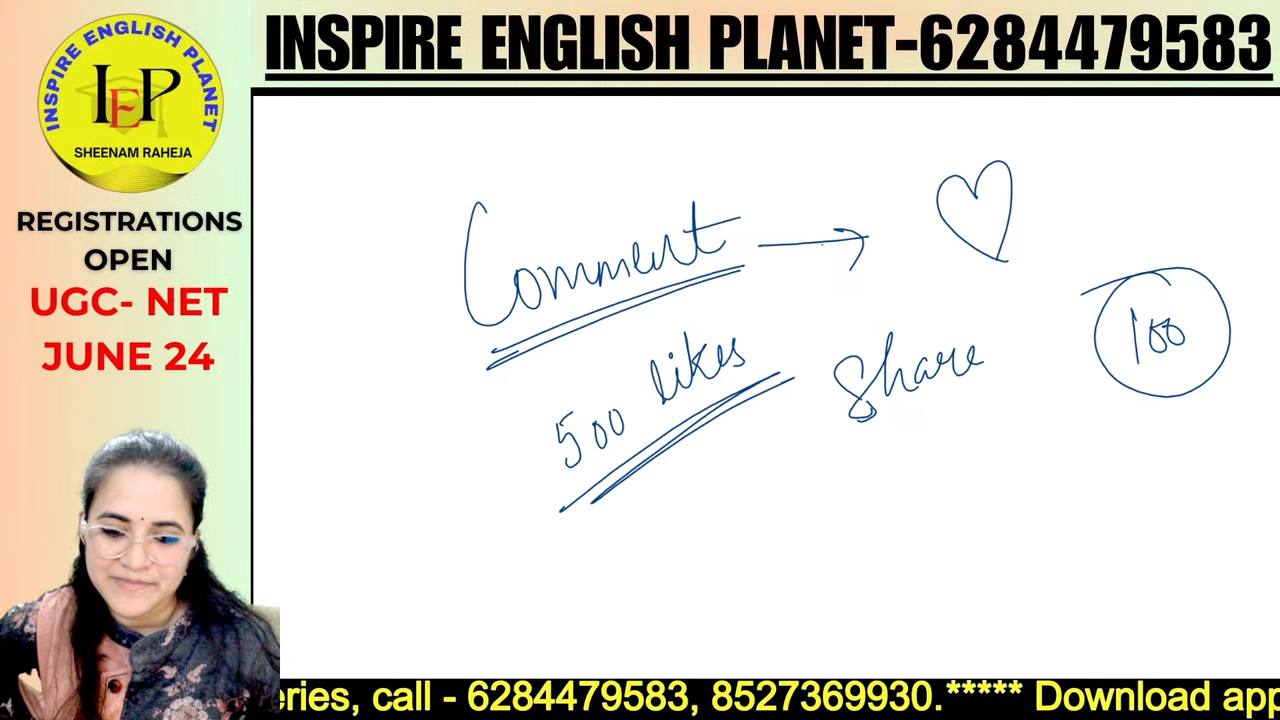 INSPIRE ENGLISH PLANET-6284479583
INSPIRE ENGLISH PLANET
IEP
SHEENAM RAHEJA
REGISTRATIONS
OPEN
UGC- NET
JUNE 24
Comment
500 likes
Share
100
eries, call - 6284479583, 8527369930.***** Download app